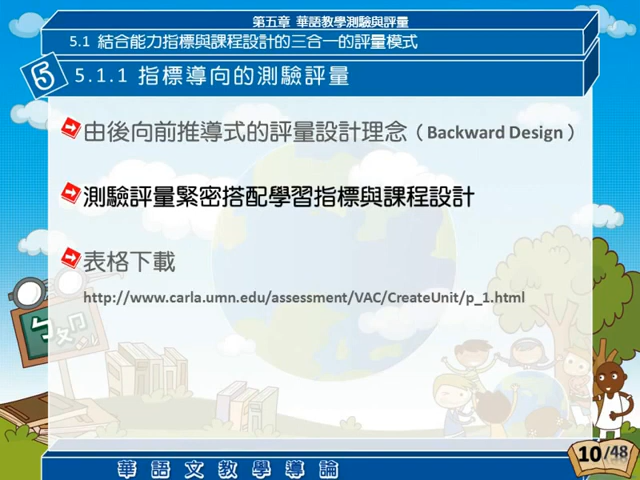 第五章 華語教學測驗與評量
5.1 結合能力指標與課程設計的三合一的評量模式
5
5.1.1 指標導向的測驗評量
由後向前推導式的評量設計理念（Backward Design）
測驗評量緊密搭配學習指標與課程設計
表格下載
http://www.carla.umn.edu/assessment/VAC/CreateUnit/p_1.html
ㄅㄆㄇ
華語文教學導論
10/48